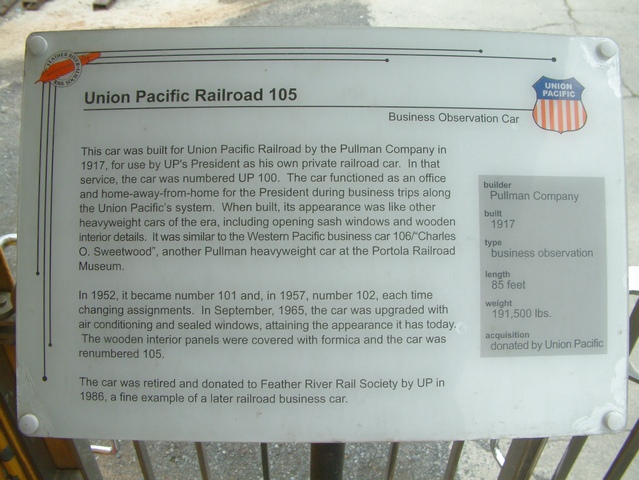 FEATHER RIVER
UNION
PACIFIC
Union Pacific Railroad 105
Business Observation Car
This car was built for Union Pacific Railroad by the Pullman Company in
1917, for use by UP's President as his own private railroad car.  In that
service, the car was numbered UP 100.  The car functioned as an office
and home-away-from-home for the President during business trips along
the Union Pacific's system.  When built, its appearance was like other
heavyweight cars of the era, including opening sash windows and wooden
interior details.  It was similar to the Western Pacific business car 106/"Charles
O. Sweetwood", another Pullman heavyweight car at the Portola Railroad
Museum.
In 1952, it became number 101 and, in 1957, number 102, each time
changing assignments.  In September, 1965, the car was upgraded with
air conditioning and sealed windows, attaining the appearance it has today.
The wooden interior panels were covered with formica and the car was
renumbered 105.
The car was retired and donated to Feather River Rail Society by UP in
1986, a fine example of a later railroad business car.
builder
Pullman Company
built
1917
type
business observation
length
85 feet
weight
191,500 lbs.
acquisition
donated by Union Pacific